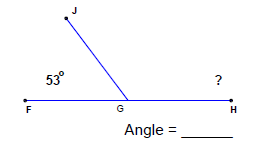 J
53° ?
F G H
Angle = ______